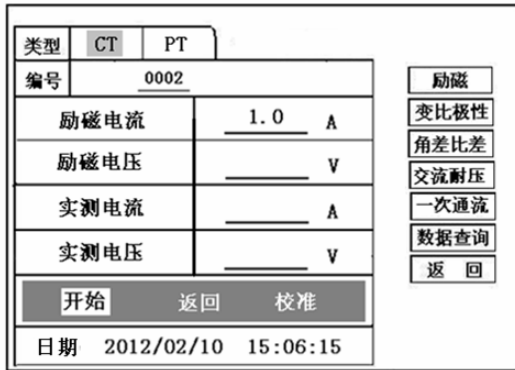 类型 CT PT
编号 0002
励磁电流 1.0 A
励磁电压 V
实测电流 A
实测电压 V
开始 返回 校准
日期 2012/02/10 15:06:15
励磁
变比极性
角差比差
交流耐压
一次通流
数据查询
返 回